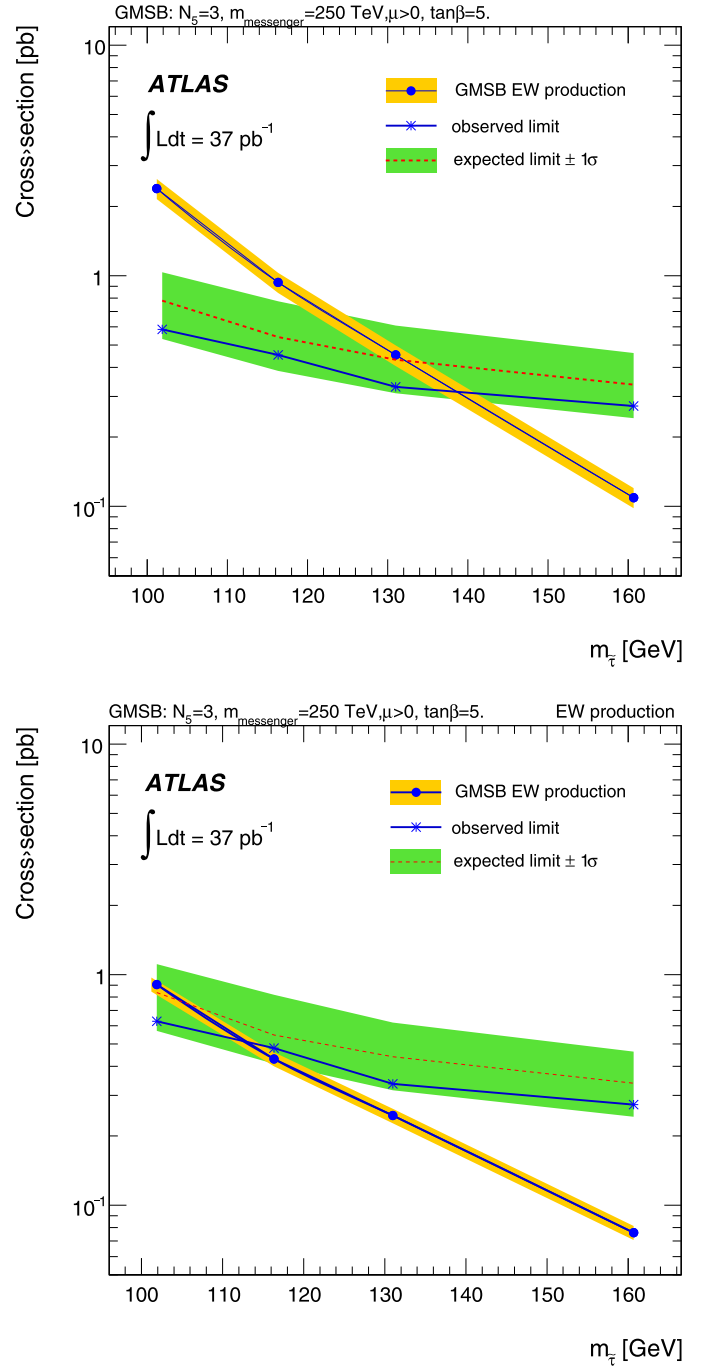 GMSB: N5=3, mmessenger=250 TeV,μ>0, tanβ=5.
Cross›section [pb]
10
ATLAS
∫Ldt = 37 pb⁻¹
GMSB EW production
observed limit
expected limit ± 1σ
1
10⁻¹
100 110 120 130 140 150 160
mτ̃ [GeV]
GMSB: N5=3, mmessenger=250 TeV,μ>0, tanβ=5. EW production
Cross›section [pb]
10
ATLAS
∫Ldt = 37 pb⁻¹
GMSB EW production
observed limit
expected limit ± 1σ
1
10⁻¹
100 110 120 130 140 150 160
mτ̃ [GeV]